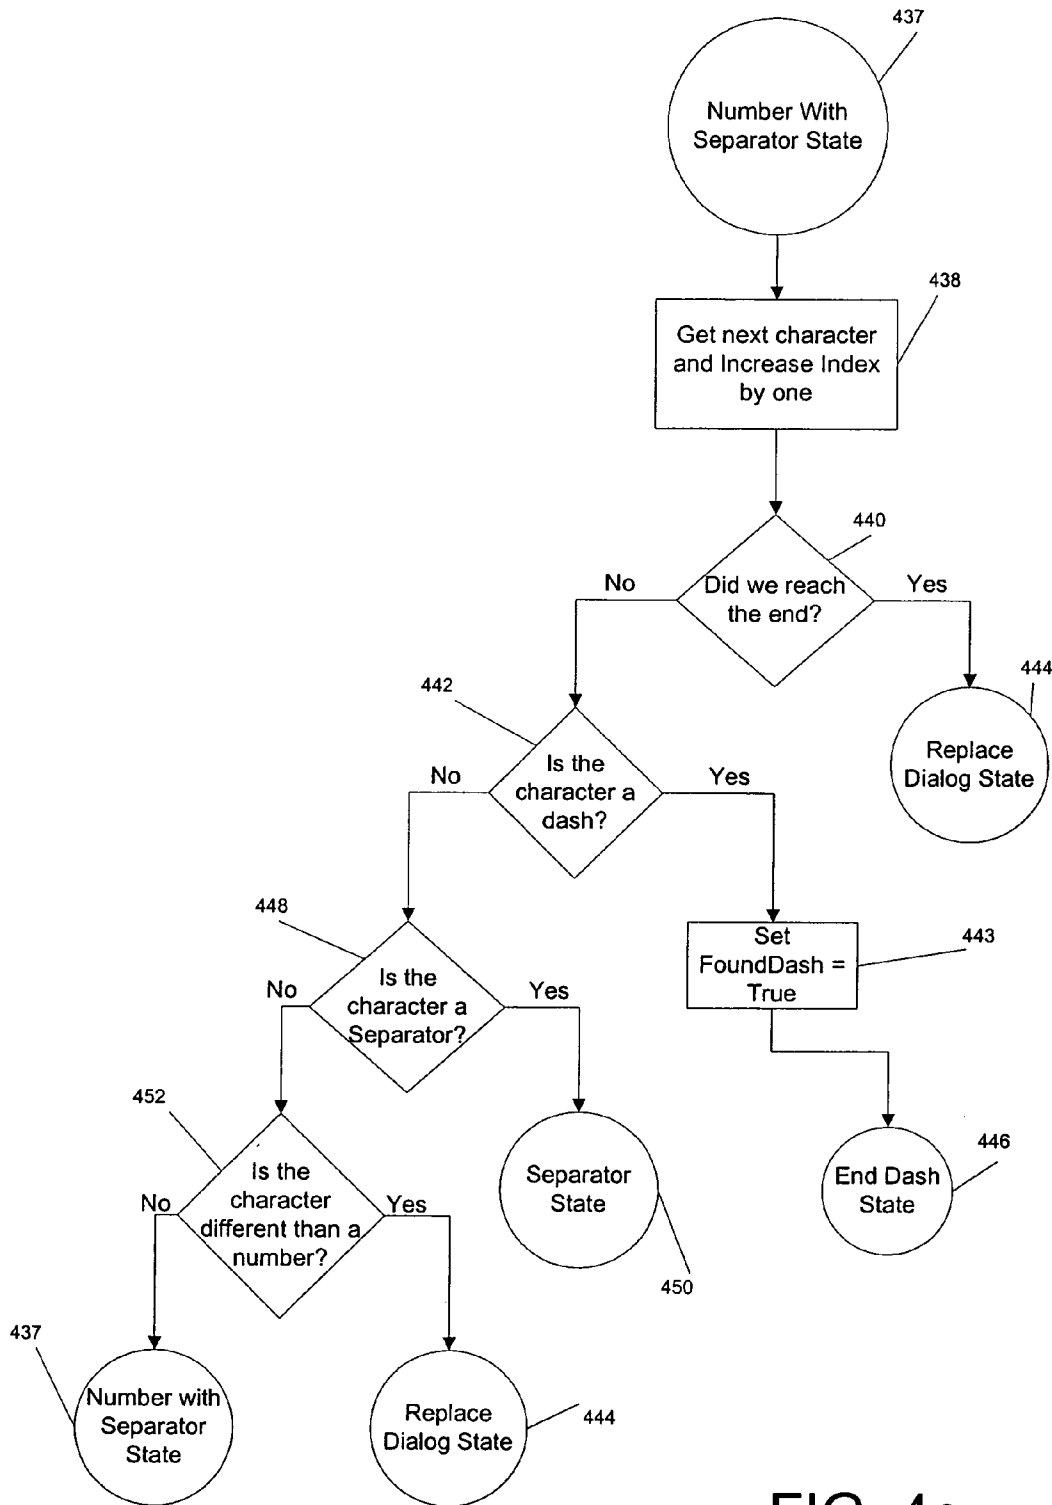 437
Number With
Separator State
438
Get next character
and Increase Index
by one
440
No
Did we reach
the end?
Yes
444
Replace
Dialog State
442
No
Is the
character a
dash?
Yes
448
No
Is the
character a
Separator?
Yes
Set
FoundDash =
True
443
452
No
Is the
character
different than a
number?
Yes
Separator
State
450
End Dash
State
446
437
Number with
Separator
State
Replace
Dialog State
444